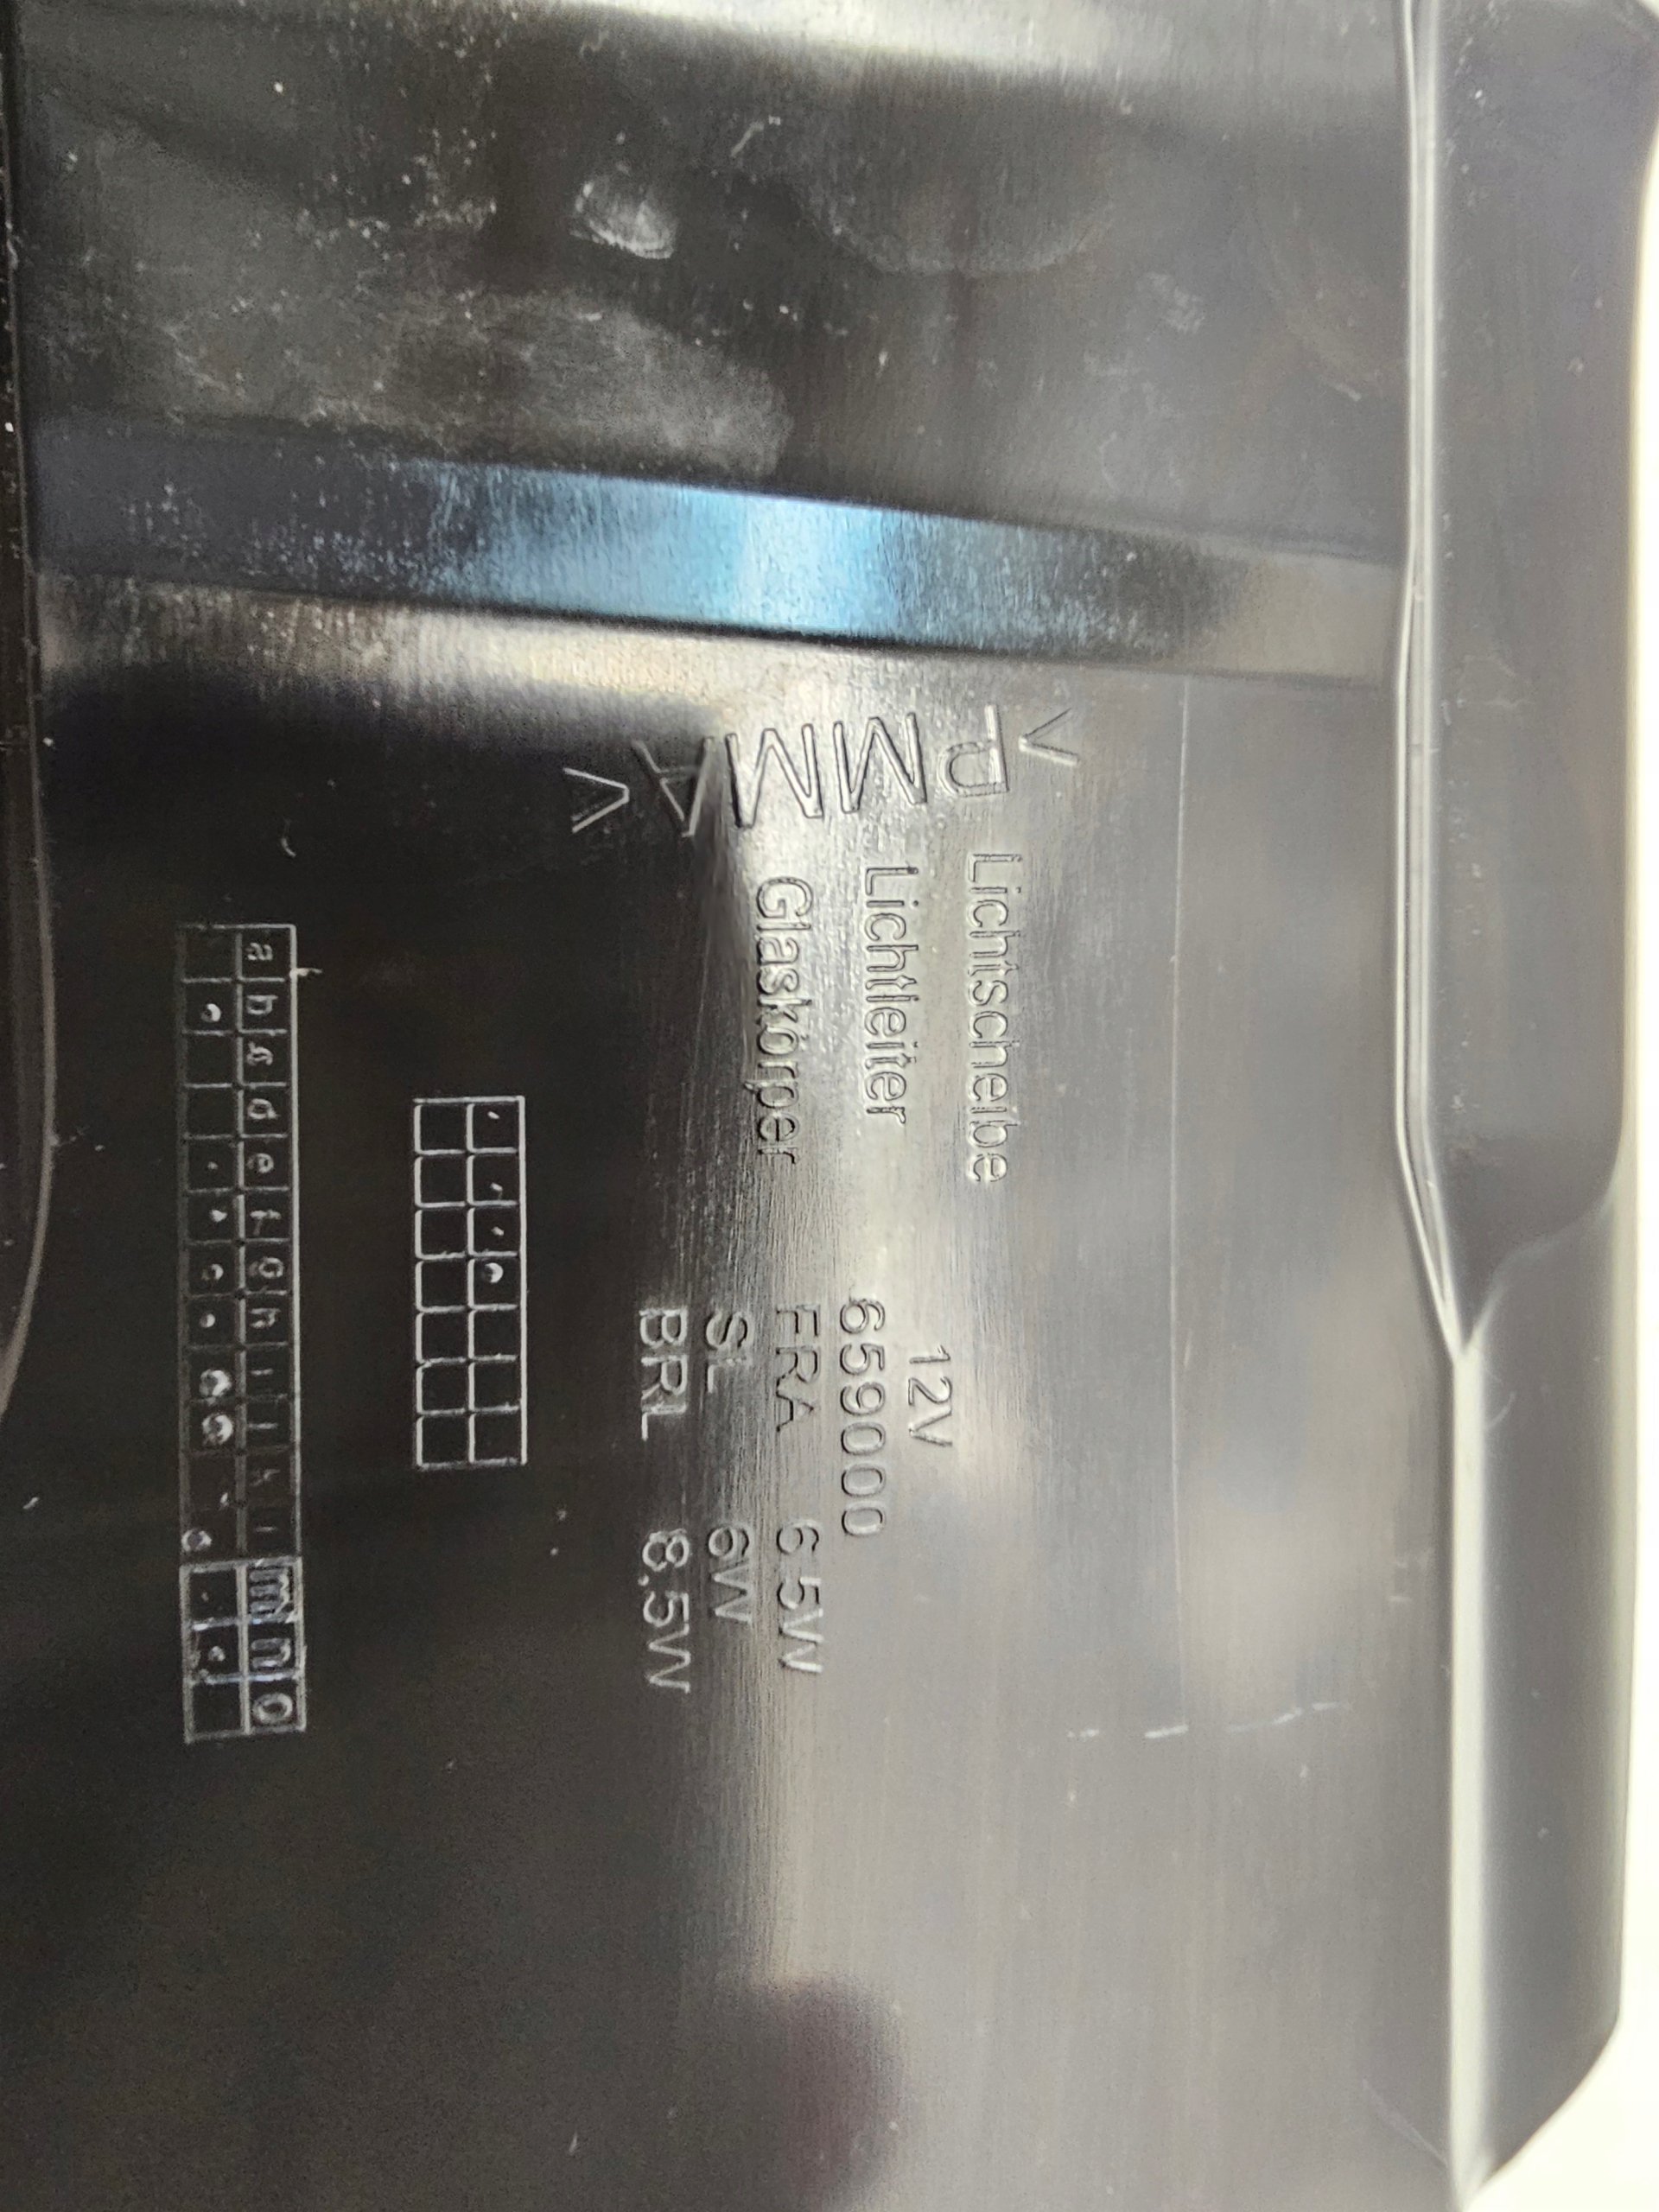 >PMMA<
Lichtscheibe
Lichtleiter
Glaskörper
12V
659000
FRA 6,5W
SL 6W
BRL 8,5W
a b c d e f g h i j k l m n o